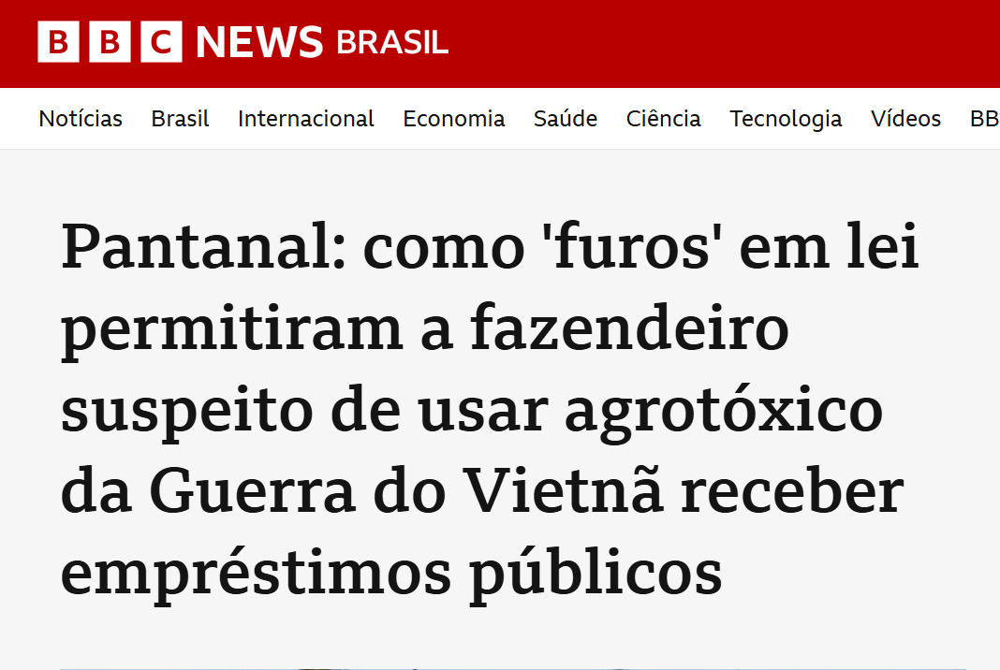 BBC NEWS BRASIL
Notícias Brasil Internacional Economia Saúde Ciência Tecnologia Vídeos BB
Pantanal: como 'furos' em lei
permitiram a fazendeiro
suspeito de usar agrotóxico
da Guerra do Vietnã receber
empréstimos públicos